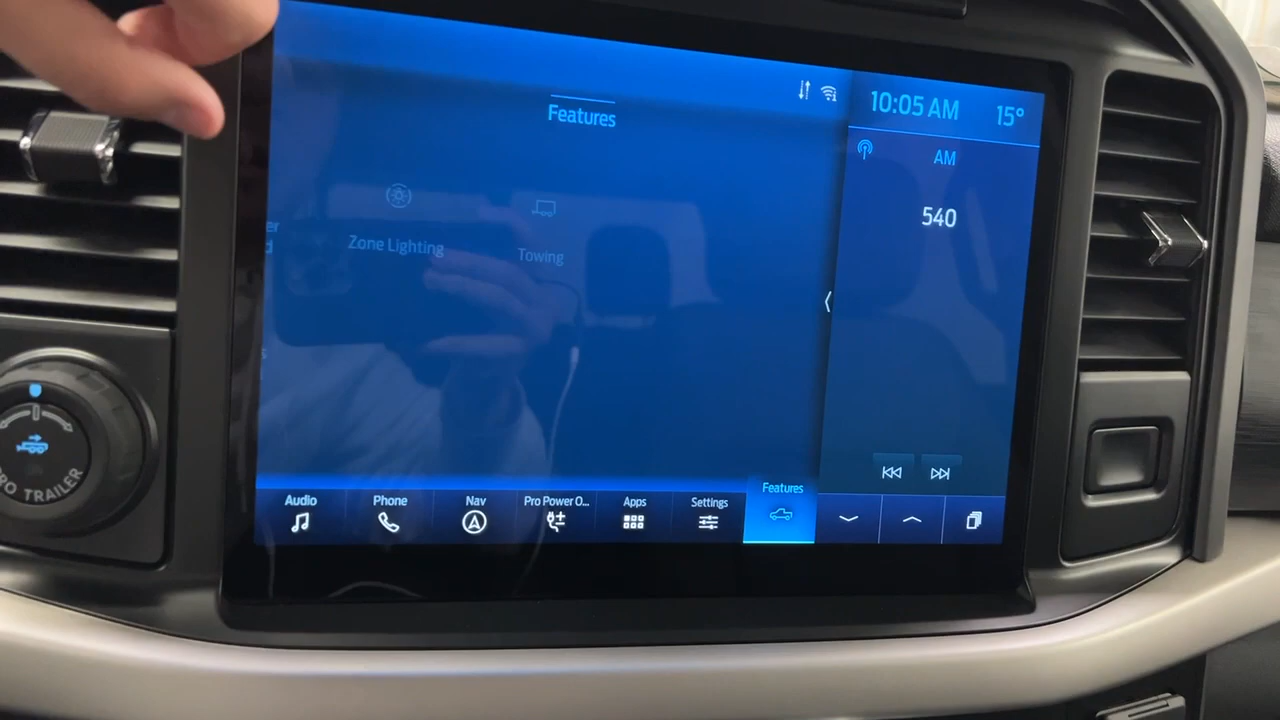 10:05 AM 15°
Features
AM
540
Zone Lighting
Towing
Audio Phone Nav Pro Power O... Apps Settings Features
PRO TRAILER